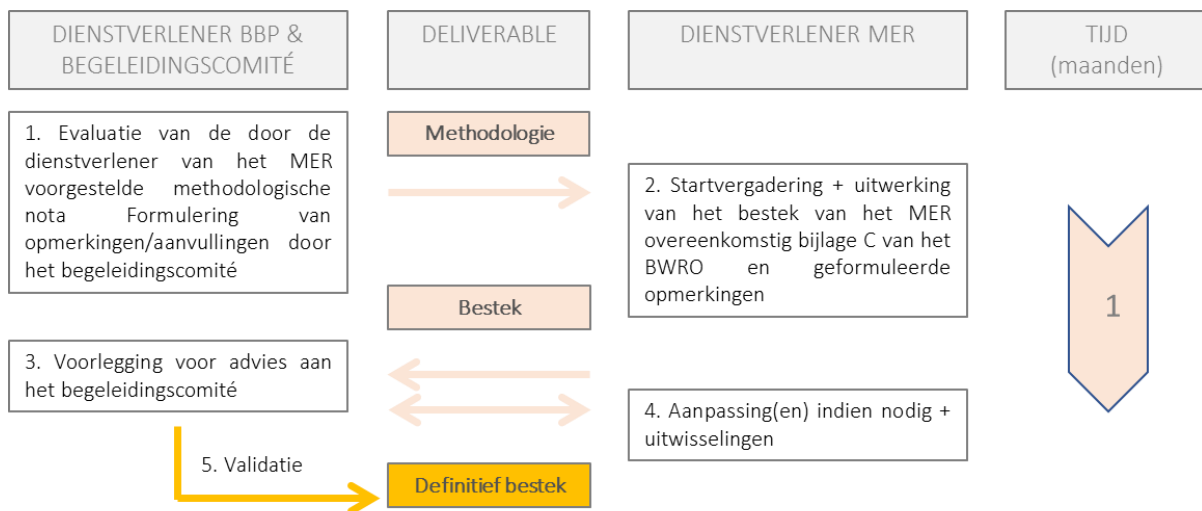 DIENSTVERLENER BBP &
BEGELEIDINGSCOMITÉ
DELIVERABLE
DIENSTVERLENER MER
TIJD
(maanden)
1. Evaluatie van de door de
dienstverlener van het MER
voorgestelde methodologische
nota Formulering van
opmerkingen/aanvullingen door
het begeleidingscomité
Methodologie
2. Startvergadering + uitwerking
van het bestek van het MER
overeenkomstig bijlage C van het
BWRO en geformuleerde
opmerkingen
Bestek
1
3. Voorlegging voor advies aan
het begeleidingscomité
4. Aanpassing(en) indien nodig +
uitwisselingen
5. Validatie
Definitief bestek